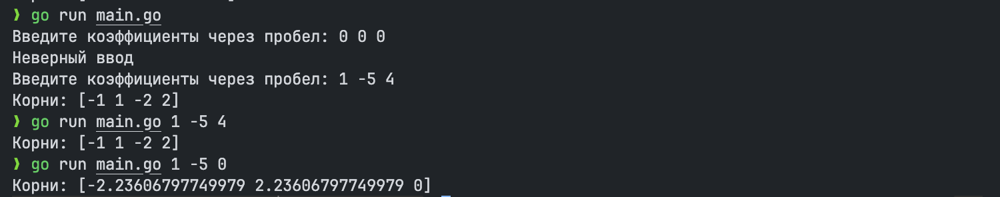 ❯ go run main.go
Введите коэффициенты через пробел: 0 0 0
Неверный ввод
Введите коэффициенты через пробел: 1 -5 4
Корни: [-1 1 -2 2]
❯ go run main.go 1 -5 4
Корни: [-1 1 -2 2]
❯ go run main.go 1 -5 0
Корни: [-2.23606797749979 2.23606797749979 0]